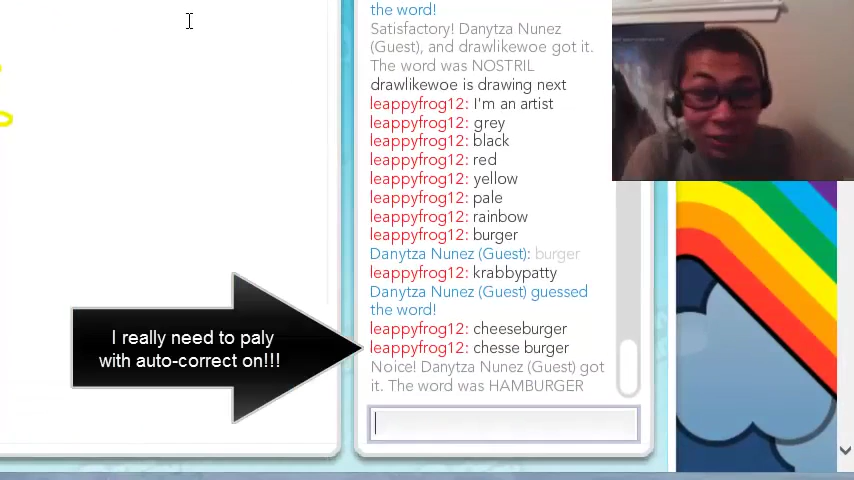 the word!
Satisfactory! Danytza Nunez
(Guest), and drawlikewoe got it.
The word was NOSTRIL
drawlikewoe is drawing next
leappyfrog12: I'm an artist
leappyfrog12: grey
leappyfrog12: black
leappyfrog12: red
leappyfrog12: yellow
leappyfrog12: pale
leappyfrog12: rainbow
leappyfrog12: burger
Danytza Nunez (Guest): burger
leappyfrog12: krabbypatty
Danytza Nunez (Guest) guessed
the word!
leappyfrog12: cheeseburger
leappyfrog12: chesse burger
Noice! Danytza Nunez (Guest) got
it. The word was HAMBURGER
I really need to paly
with auto-correct on!!!